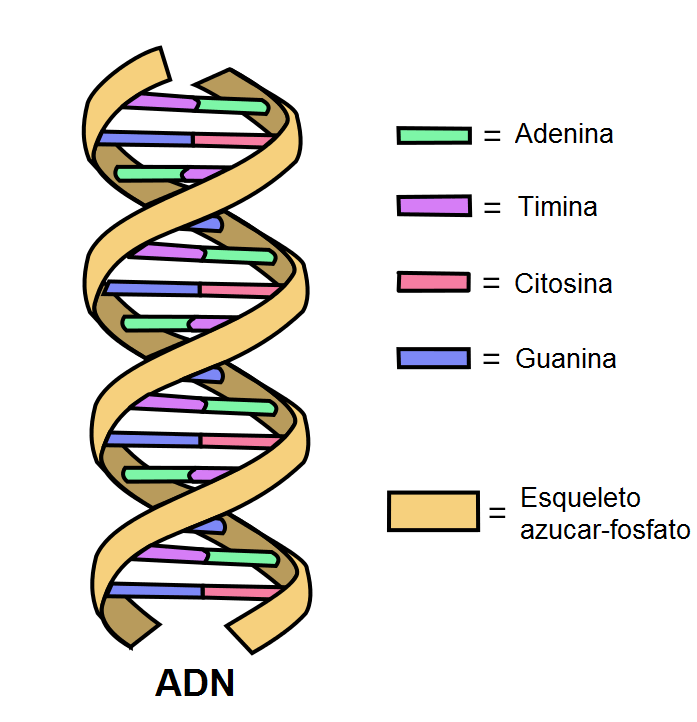 = Adenina
= Timina
= Citosina
= Guanina
= Esqueleto
azucar-fosfato
ADN